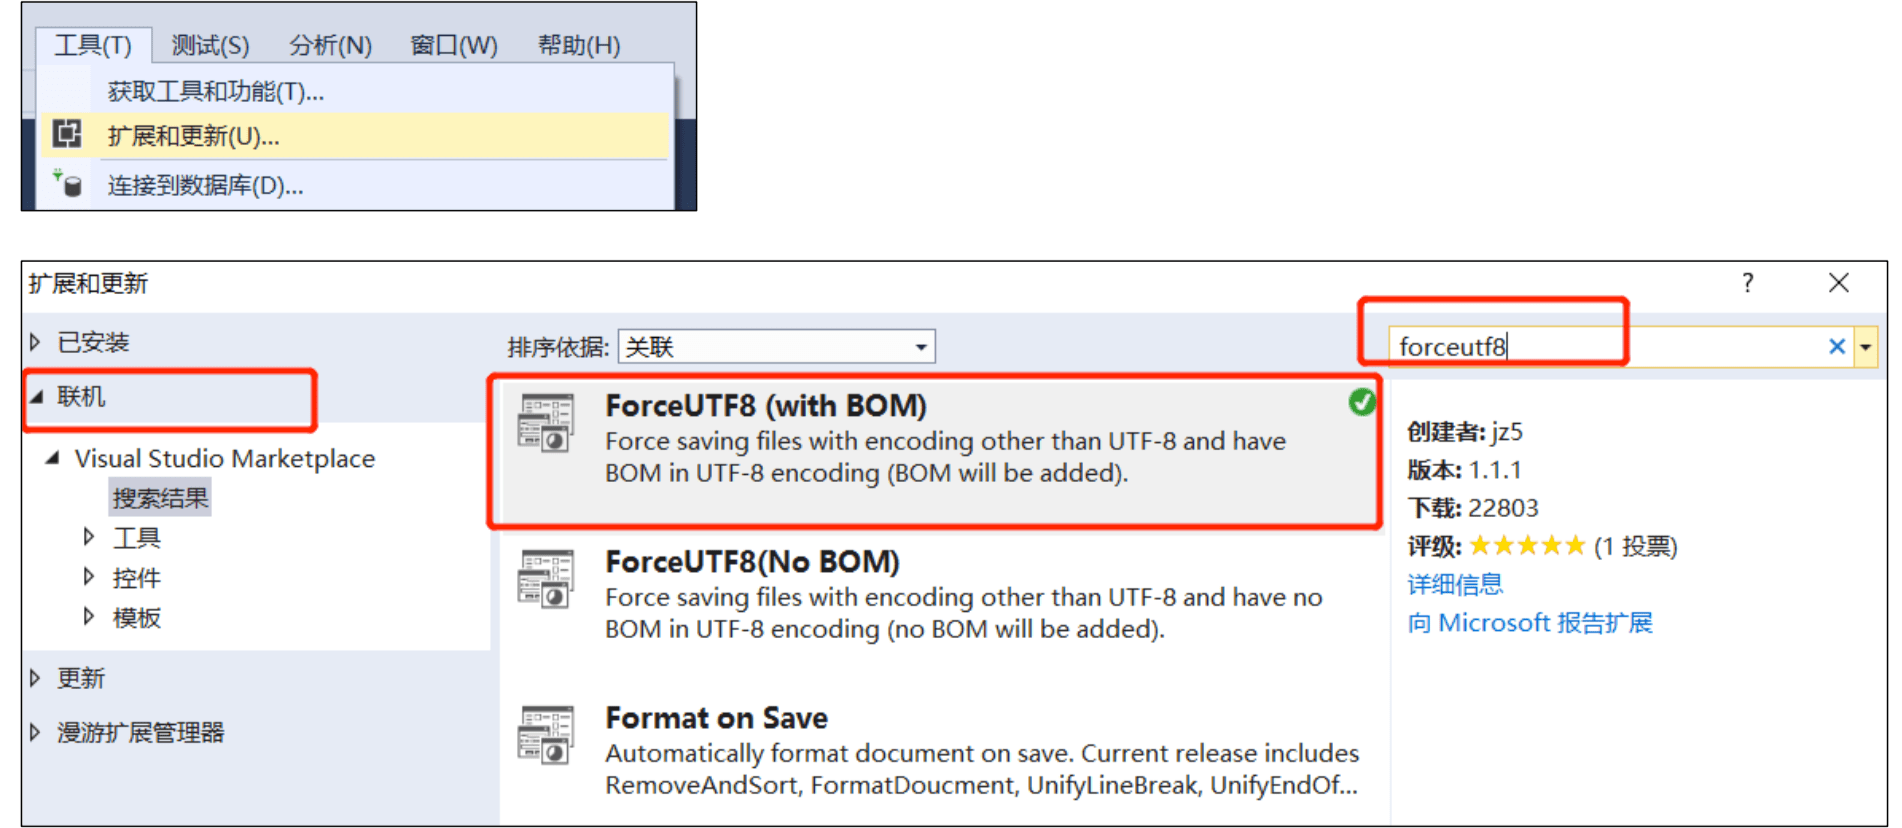 工具(T) 测试(S) 分析(N) 窗口(W) 帮助(H)
获取工具和功能(T)...
扩展和更新(U)...
连接到数据库(D)...
扩展和更新
?
已安装
联机
Visual Studio Marketplace
搜索结果
工具
控件
模板
更新
漫游扩展管理器
排序依据: 关联
ForceUTF8 (with BOM)
Force saving files with encoding other than UTF-8 and have
BOM in UTF-8 encoding (BOM will be added).
ForceUTF8(No BOM)
Force saving files with encoding other than UTF-8 and have no
BOM in UTF-8 encoding (no BOM will be added).
Format on Save
Automatically format document on save. Current release includes
RemoveAndSort, FormatDoucment, UnifyLineBreak, UnifyEndOf...
forceutf8
创建者: jz5
版本: 1.1.1
下载: 22803
评级: ★★★★★ (1 投票)
详细信息
向 Microsoft 报告扩展